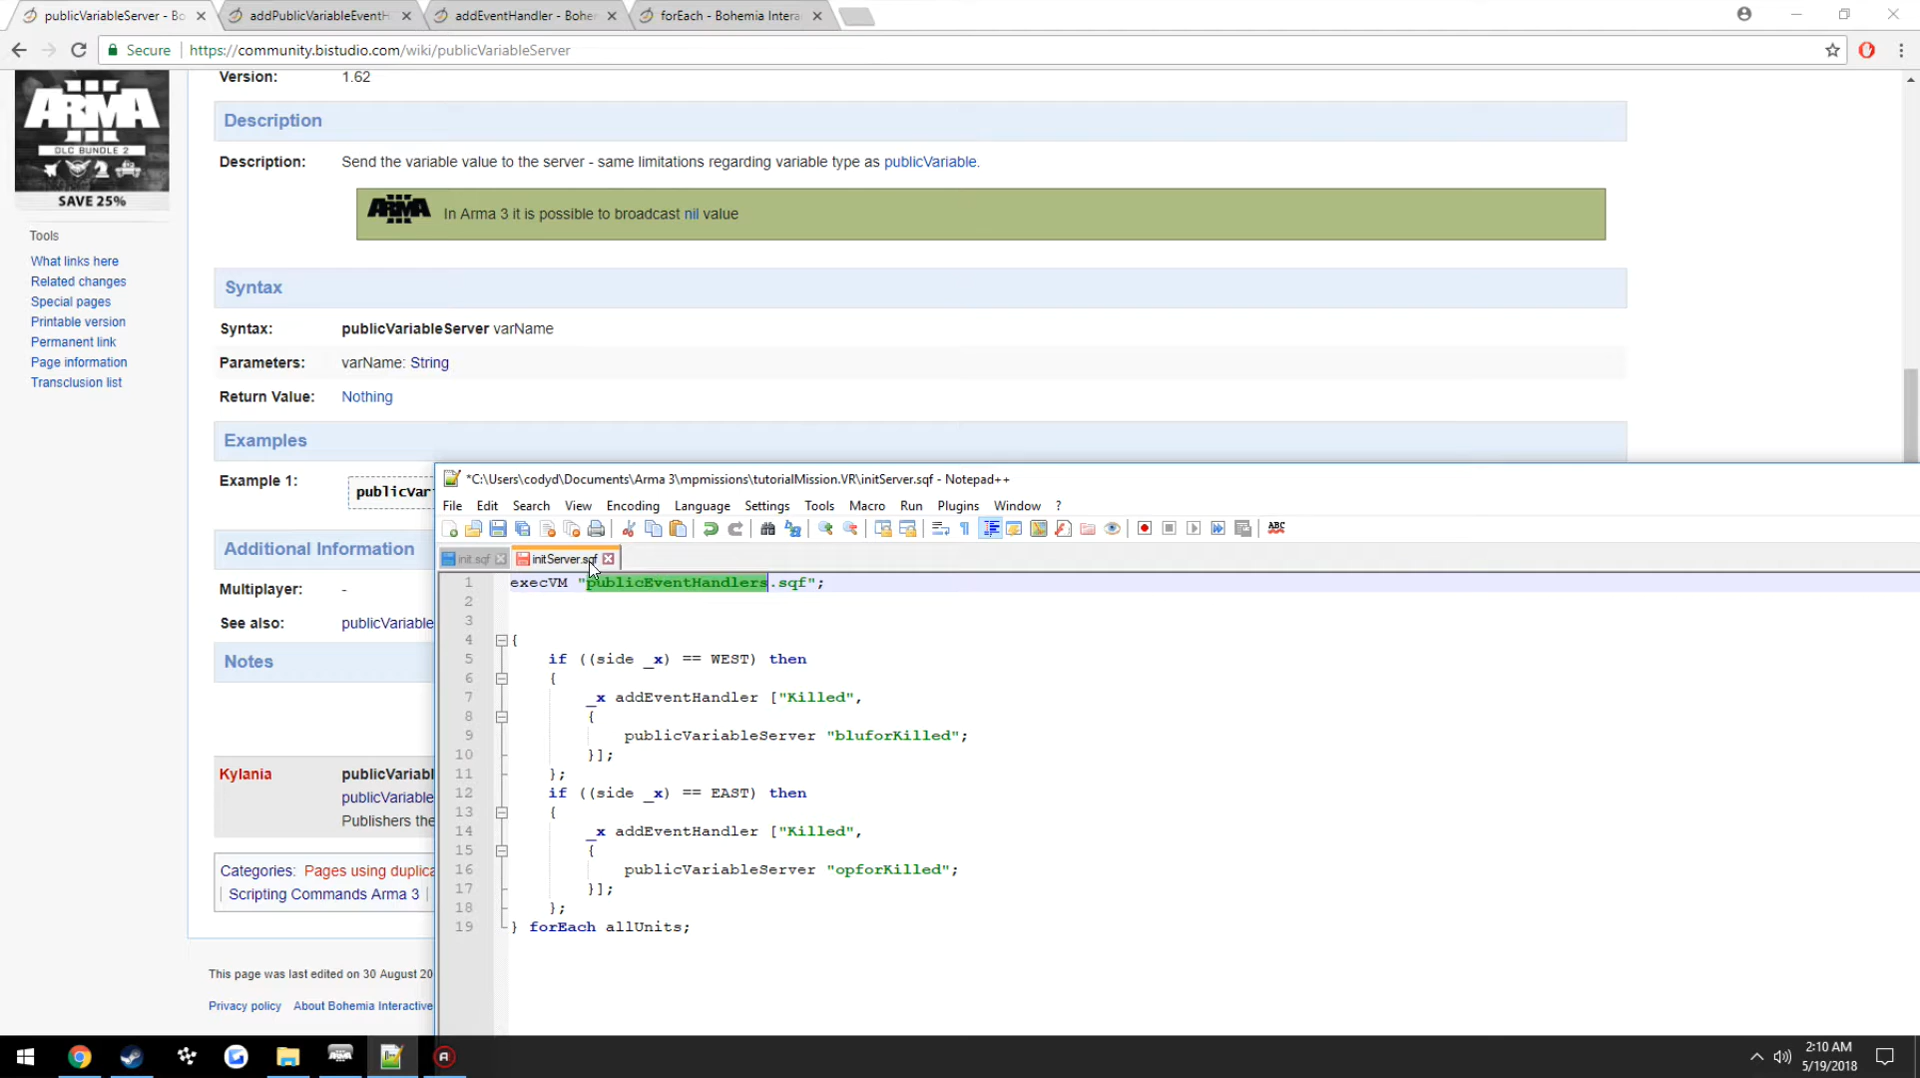 publicVariableServer - Bo
addPublicVariableEventH
addEventHandler - Bohem
forEach - Bohemia Intera
Secure
https://community.bistudio.com/wiki/publicVariableServer
ARMA
III
DLC BUNDLE 2
SAVE 25%
Tools
What links here
Related changes
Special pages
Printable version
Permanent link
Page information
Transclusion list
Version: 1.62
Description
Description: Send the variable value to the server - same limitations regarding variable type as publicVariable.
ARMA
III
In Arma 3 it is possible to broadcast nil value
Syntax
Syntax: publicVariableServer varName
Parameters: varName: String
Return Value: Nothing
Examples
Example 1: publicVar
Additional Information
Multiplayer: -
See also: publicVariable
Notes
Kylania
publicVariabl
publicVariable
Publishers the
Categories: Pages using duplica
Scripting Commands Arma 3
This page was last edited on 30 August 20
Privacy policy About Bohemia Interactive
*C:\Users\codyd\Documents\Arma 3\mpmissions\tutorialMission.VR\initServer.sqf - Notepad++
File Edit Search View Encoding Language Settings Tools Macro Run Plugins Window ?
ABC
init.sqf
initServer.sqf
1 execVM "publicEventHandlers.sqf";
2
3
4 {
5 if ((side _x) == WEST) then
6 {
7 _x addEventHandler ["Killed",
8 {
9 publicVariableServer "bluforKilled";
10 }];
11 };
12 if ((side _x) == EAST) then
13 {
14 _x addEventHandler ["Killed",
15 {
16 publicVariableServer "opforKilled";
17 }];
18 };
19 } forEach allUnits;
2:10 AM
5/19/2018